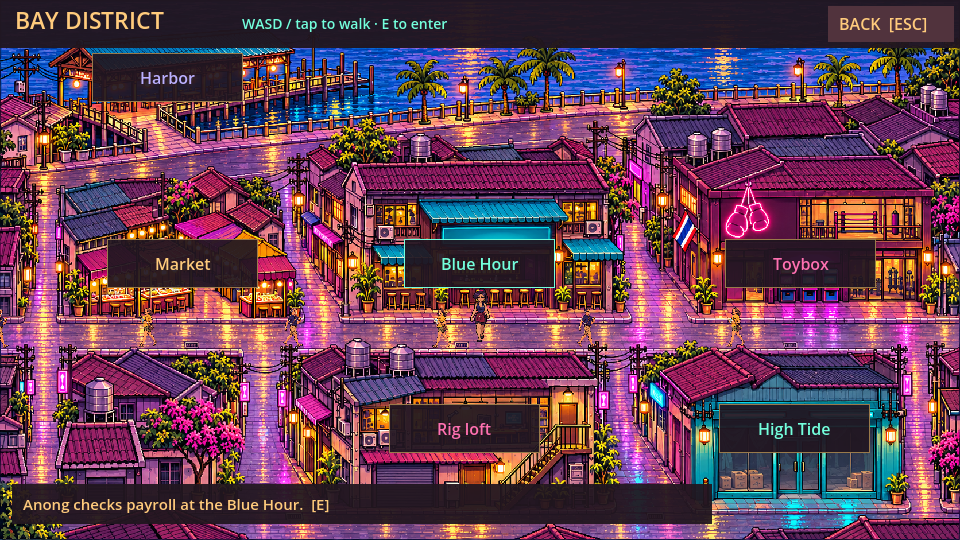 BAY DISTRICT
WASD / tap to walk · E to enter
BACK [ESC]
Harbor
Market
Blue Hour
Toybox
Rig loft
High Tide
Anong checks payroll at the Blue Hour. [E]